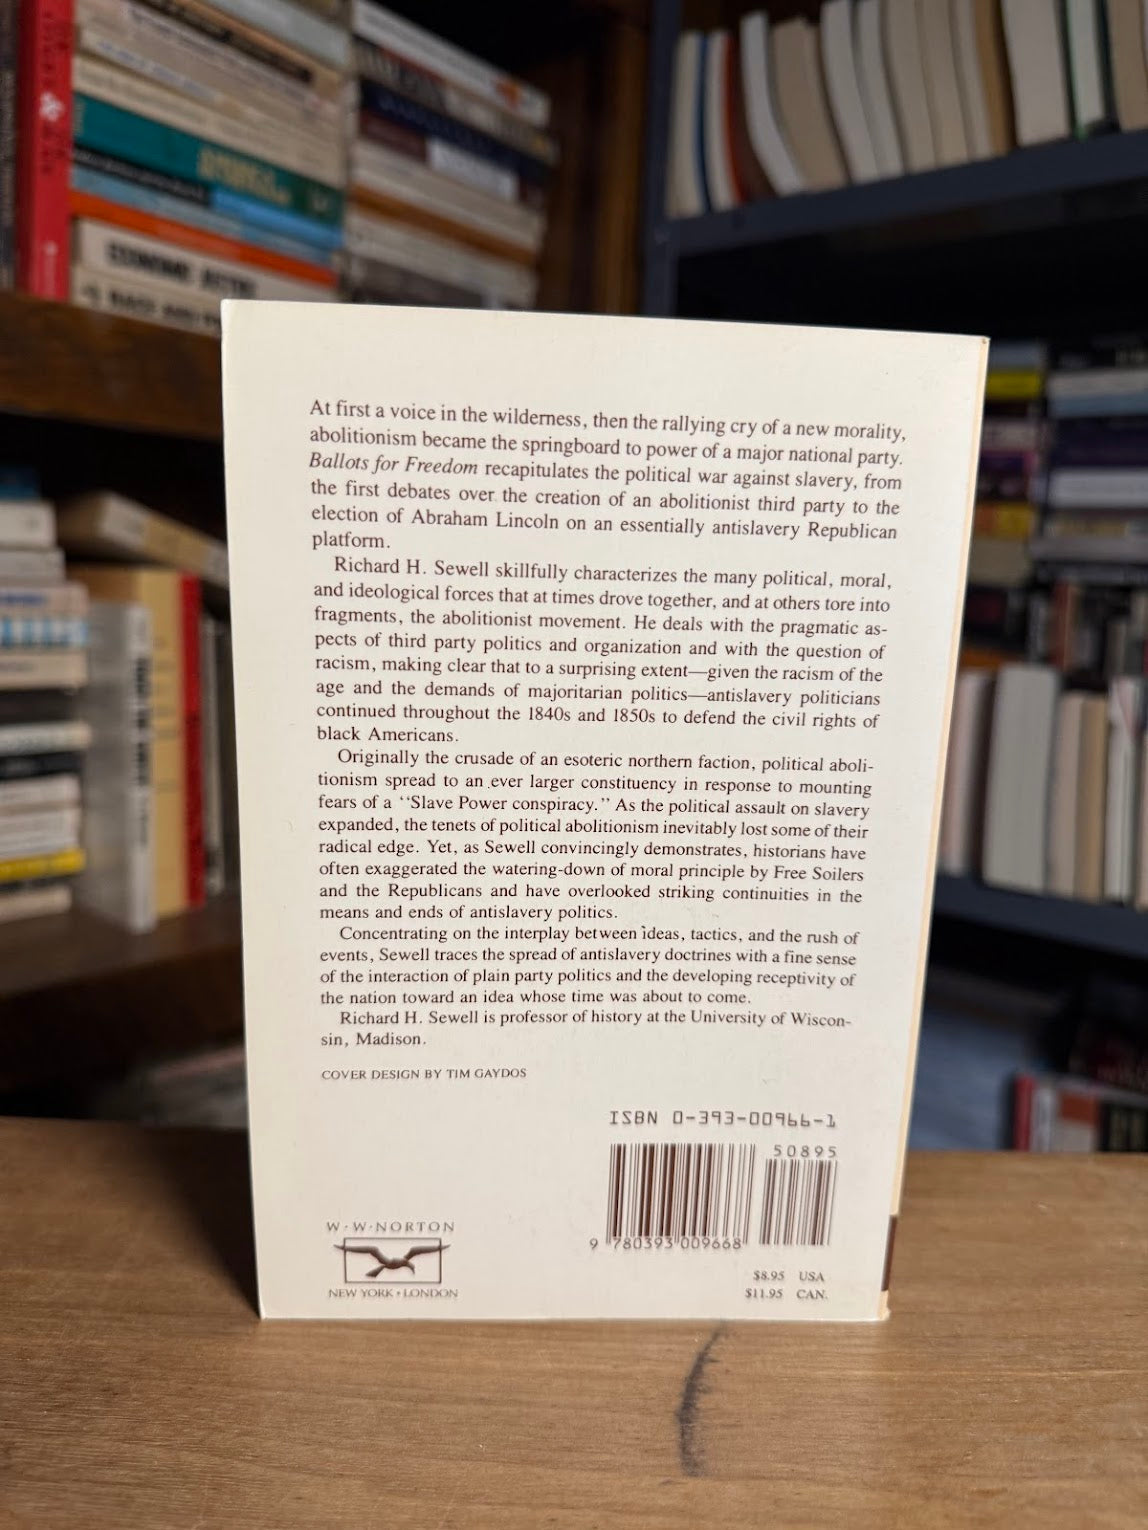 At first a voice in the wilderness, then the rallying cry of a new morality,
abolitionism became the springboard to power of a major national party.
Ballots for Freedom recapitulates the political war against slavery, from
the first debates over the creation of an abolitionist third party to the
election of Abraham Lincoln on an essentially antislavery Republican
platform.
Richard H. Sewell skillfully characterizes the many political, moral,
and ideological forces that at times drove together, and at others tore into
fragments, the abolitionist movement. He deals with the pragmatic as-
pects of third party politics and organization and with the question of
racism, making clear that to a surprising extent—given the racism of the
age and the demands of majoritarian politics—antislavery politicians
continued throughout the 1840s and 1850s to defend the civil rights of
black Americans.
Originally the crusade of an esoteric northern faction, political aboli-
tionism spread to an ever larger constituency in response to mounting
fears of a ‘‘Slave Power conspiracy.’’ As the political assault on slavery
expanded, the tenets of political abolitionism inevitably lost some of their
radical edge. Yet, as Sewell convincingly demonstrates, historians have
often exaggerated the watering-down of moral principle by Free Soilers
and the Republicans and have overlooked striking continuities in the
means and ends of antislavery politics.
Concentrating on the interplay between ideas, tactics, and the rush of
events, Sewell traces the spread of antislavery doctrines with a fine sense
of the interaction of plain party politics and the developing receptivity of
the nation toward an idea whose time was about to come.
Richard H. Sewell is professor of history at the University of Wiscon-
sin, Madison.
COVER DESIGN BY TIM GAYDOS
ISBN 0-393-00966-1
50895
9 780393 009668
W·W·NORTON
NEW YORK • LONDON
$8.95 USA
$11.95 CAN.